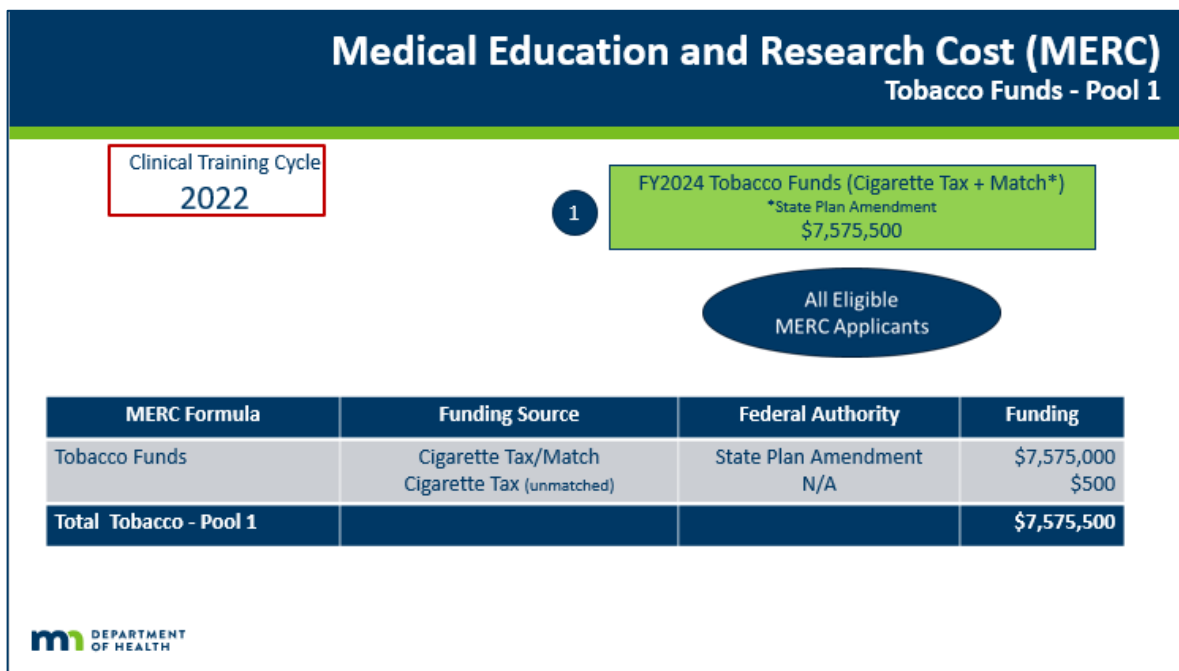 Medical Education and Research Cost (MERC)
Tobacco Funds - Pool 1
Clinical Training Cycle
2022
1
FY2024 Tobacco Funds (Cigarette Tax + Match*)
*State Plan Amendment
$7,575,500
All Eligible
MERC Applicants
MERC Formula Funding Source Federal Authority Funding
Tobacco Funds Cigarette Tax/Match State Plan Amendment $7,575,000
Cigarette Tax (unmatched) N/A $500
Total Tobacco - Pool 1 $7,575,500
mn DEPARTMENT
OF HEALTH